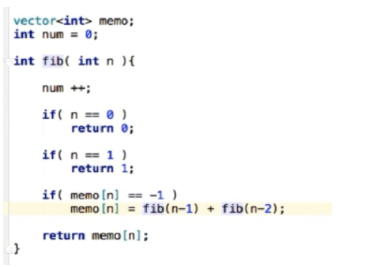 vector<int> memo;
int num = 0;
int fib( int n ){
num ++;
if( n == 0 )
return 0;
if( n == 1 )
return 1;
if( memo[n] == -1 )
memo[n] = fib(n-1) + fib(n-2);
return memo[n];
}